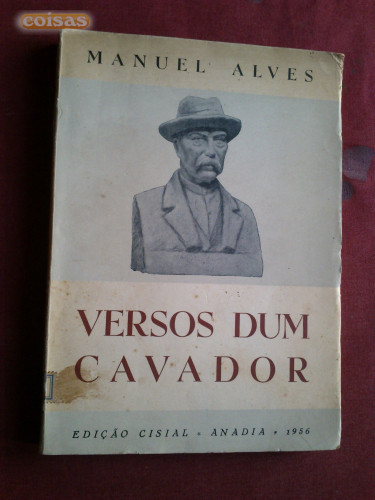 coisas
MANUEL ALVES
VERSOS DUM
CAVADOR
EDIÇÃO CISIAL * ANADIA * 1956